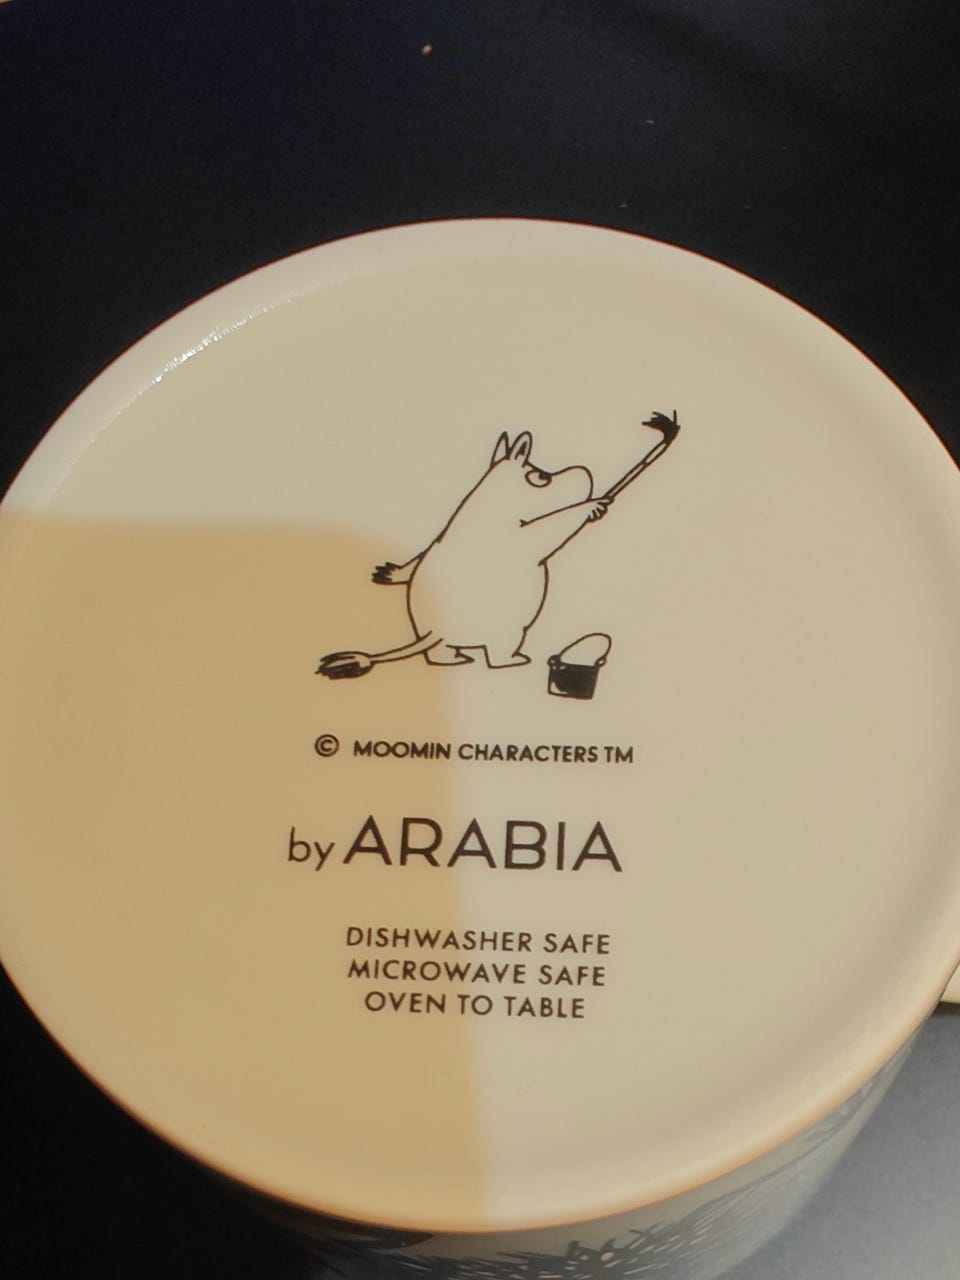 © MOOMIN CHARACTERS TM
by ARABIA
DISHWASHER SAFE
MICROWAVE SAFE
OVEN TO TABLE